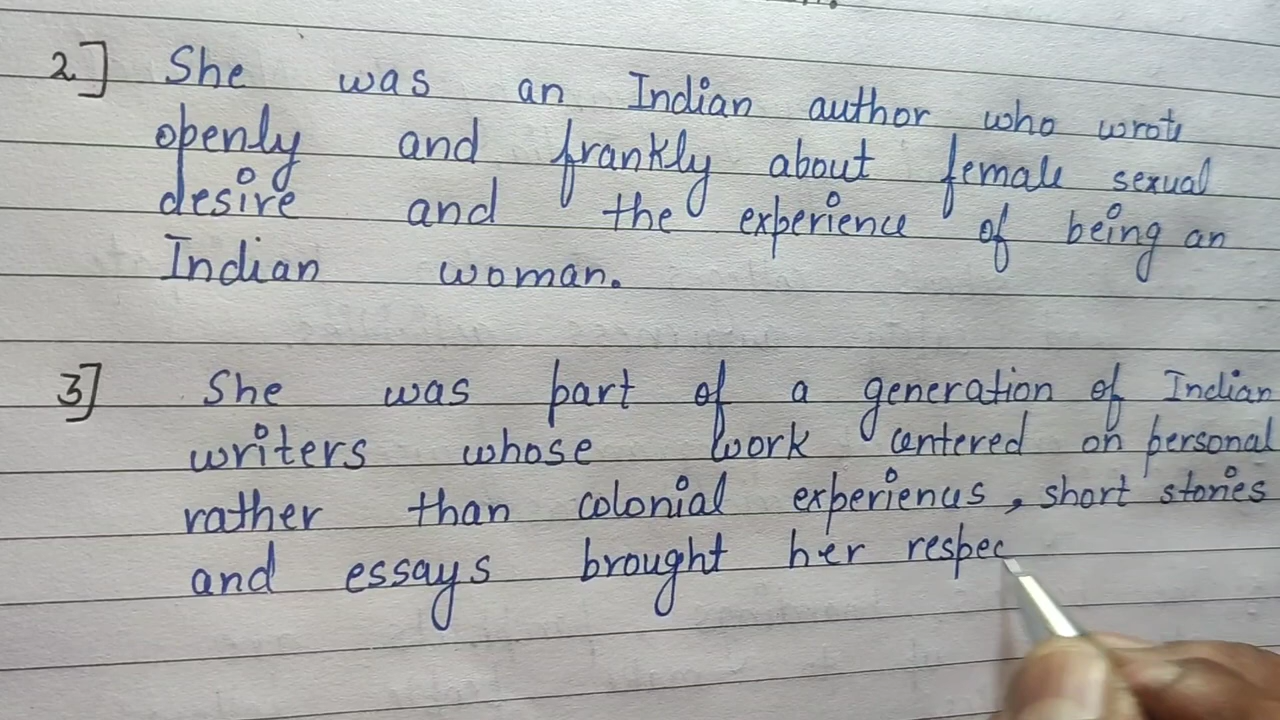 2] She was an Indian author who wrote
openly and frankly about female sexual
desire and the experience of being an
Indian woman.
3] She was part of a generation of Indian
writers whose work centered on personal
rather than colonial experiences, short stories
and essays brought her respec